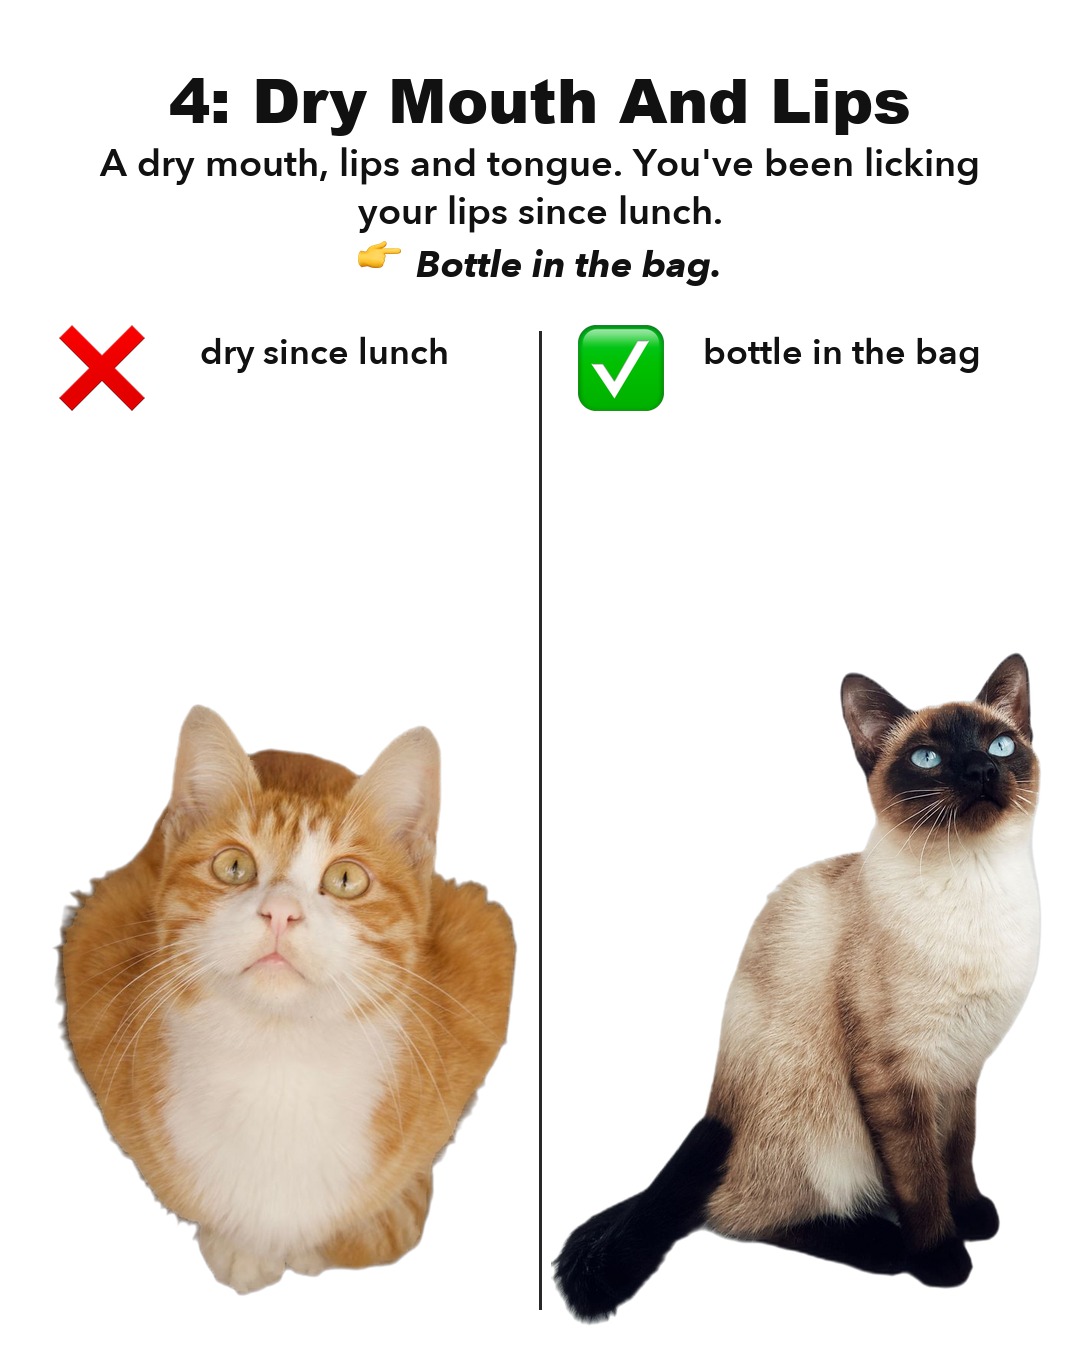 4: Dry Mouth And Lips
A dry mouth, lips and tongue. You've been licking
your lips since lunch.
👉 Bottle in the bag.
dry since lunch
bottle in the bag